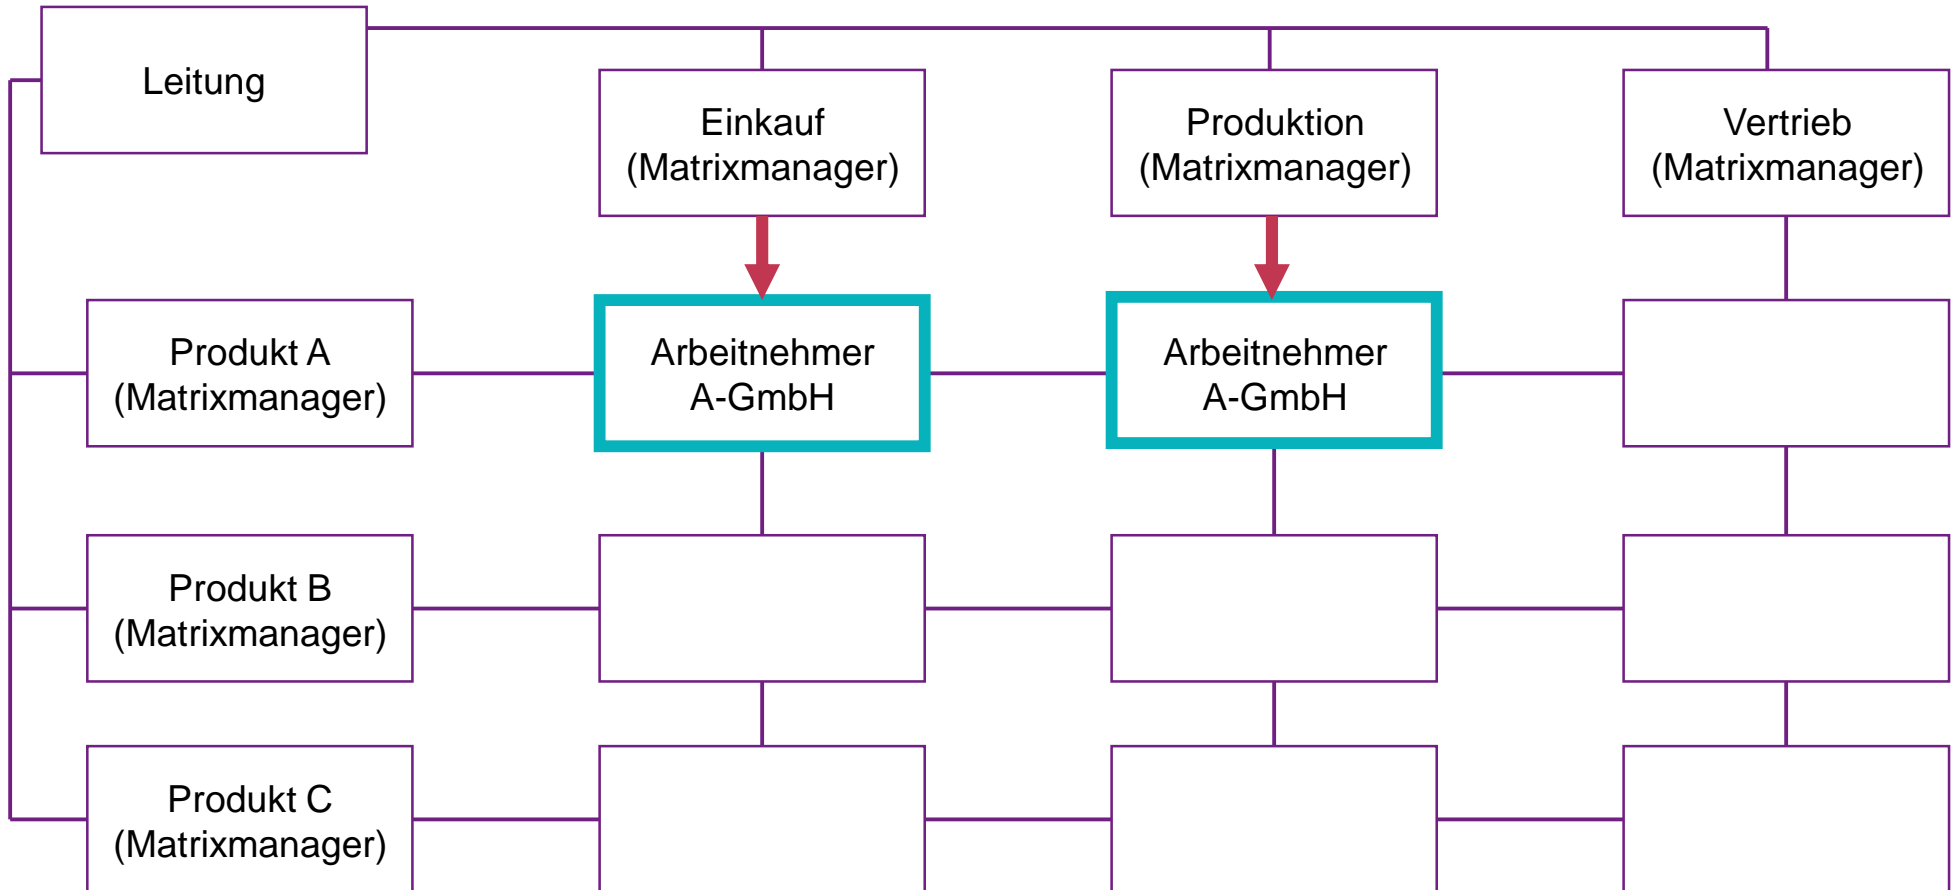 Leitung
Einkauf
(Matrixmanager)
Produktion
(Matrixmanager)
Vertrieb
(Matrixmanager)
Produkt A
(Matrixmanager)
Arbeitnehmer
A-GmbH
Arbeitnehmer
A-GmbH
Produkt B
(Matrixmanager)
Produkt C
(Matrixmanager)